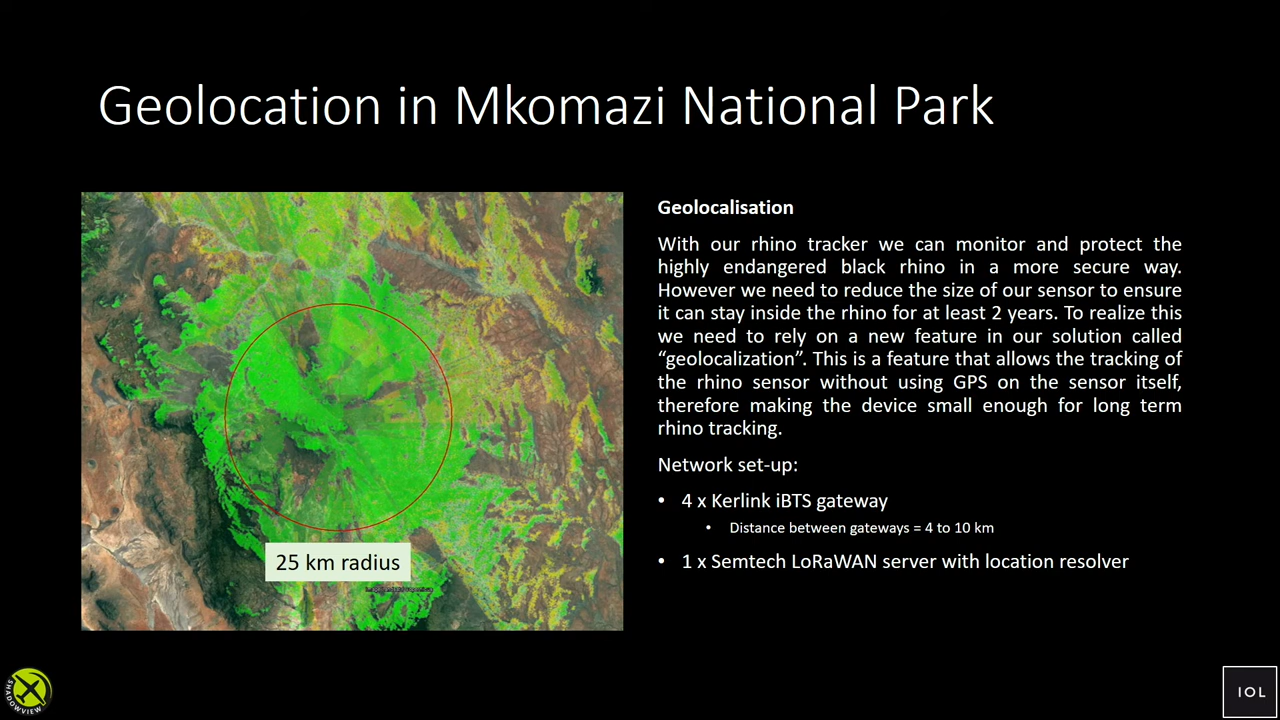 Geolocation in Mkomazi National Park
Geolocalisation
With our rhino tracker we can monitor and protect the
highly endangered black rhino in a more secure way.
However we need to reduce the size of our sensor to ensure
it can stay inside the rhino for at least 2 years. To realize this
we need to rely on a new feature in our solution called
“geolocalization”. This is a feature that allows the tracking of
the rhino sensor without using GPS on the sensor itself,
therefore making the device small enough for long term
rhino tracking.
Network set-up:
• 4 x Kerlink iBTS gateway
• Distance between gateways = 4 to 10 km
• 1 x Semtech LoRaWAN server with location resolver
25 km radius
SHADOWVIEW
IOL